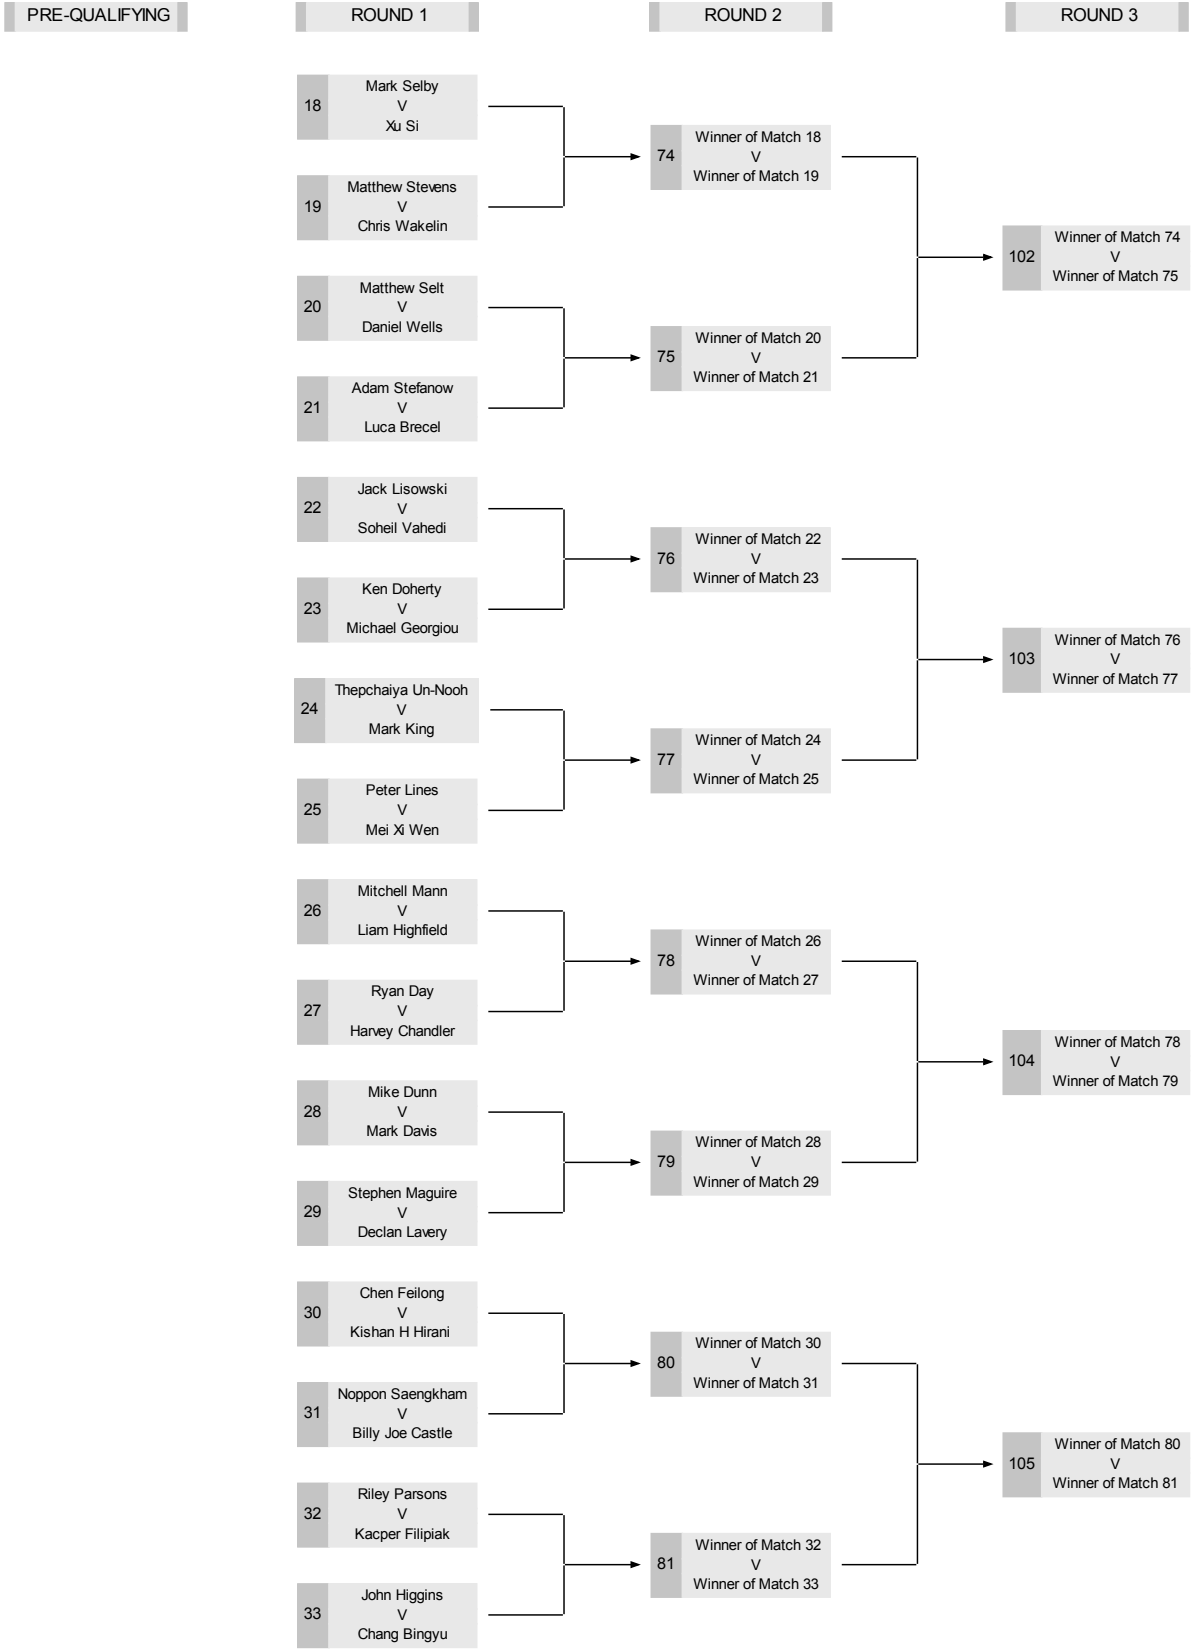 PRE-QUALIFYING
ROUND 1
ROUND 2
ROUND 3
18
Mark Selby
V
Xu Si
19
Matthew Stevens
V
Chris Wakelin
20
Matthew Selt
V
Daniel Wells
21
Adam Stefanow
V
Luca Brecel
22
Jack Lisowski
V
Soheil Vahedi
23
Ken Doherty
V
Michael Georgiou
24
Thepchaiya Un-Nooh
V
Mark King
25
Peter Lines
V
Mei Xi Wen
26
Mitchell Mann
V
Liam Highfield
27
Ryan Day
V
Harvey Chandler
28
Mike Dunn
V
Mark Davis
29
Stephen Maguire
V
Declan Lavery
30
Chen Feilong
V
Kishan H Hirani
31
Noppon Saengkham
V
Billy Joe Castle
32
Riley Parsons
V
Kacper Filipiak
33
John Higgins
V
Chang Bingyu
74
Winner of Match 18
V
Winner of Match 19
75
Winner of Match 20
V
Winner of Match 21
76
Winner of Match 22
V
Winner of Match 23
77
Winner of Match 24
V
Winner of Match 25
78
Winner of Match 26
V
Winner of Match 27
79
Winner of Match 28
V
Winner of Match 29
80
Winner of Match 30
V
Winner of Match 31
81
Winner of Match 32
V
Winner of Match 33
102
Winner of Match 74
V
Winner of Match 75
103
Winner of Match 76
V
Winner of Match 77
104
Winner of Match 78
V
Winner of Match 79
105
Winner of Match 80
V
Winner of Match 81